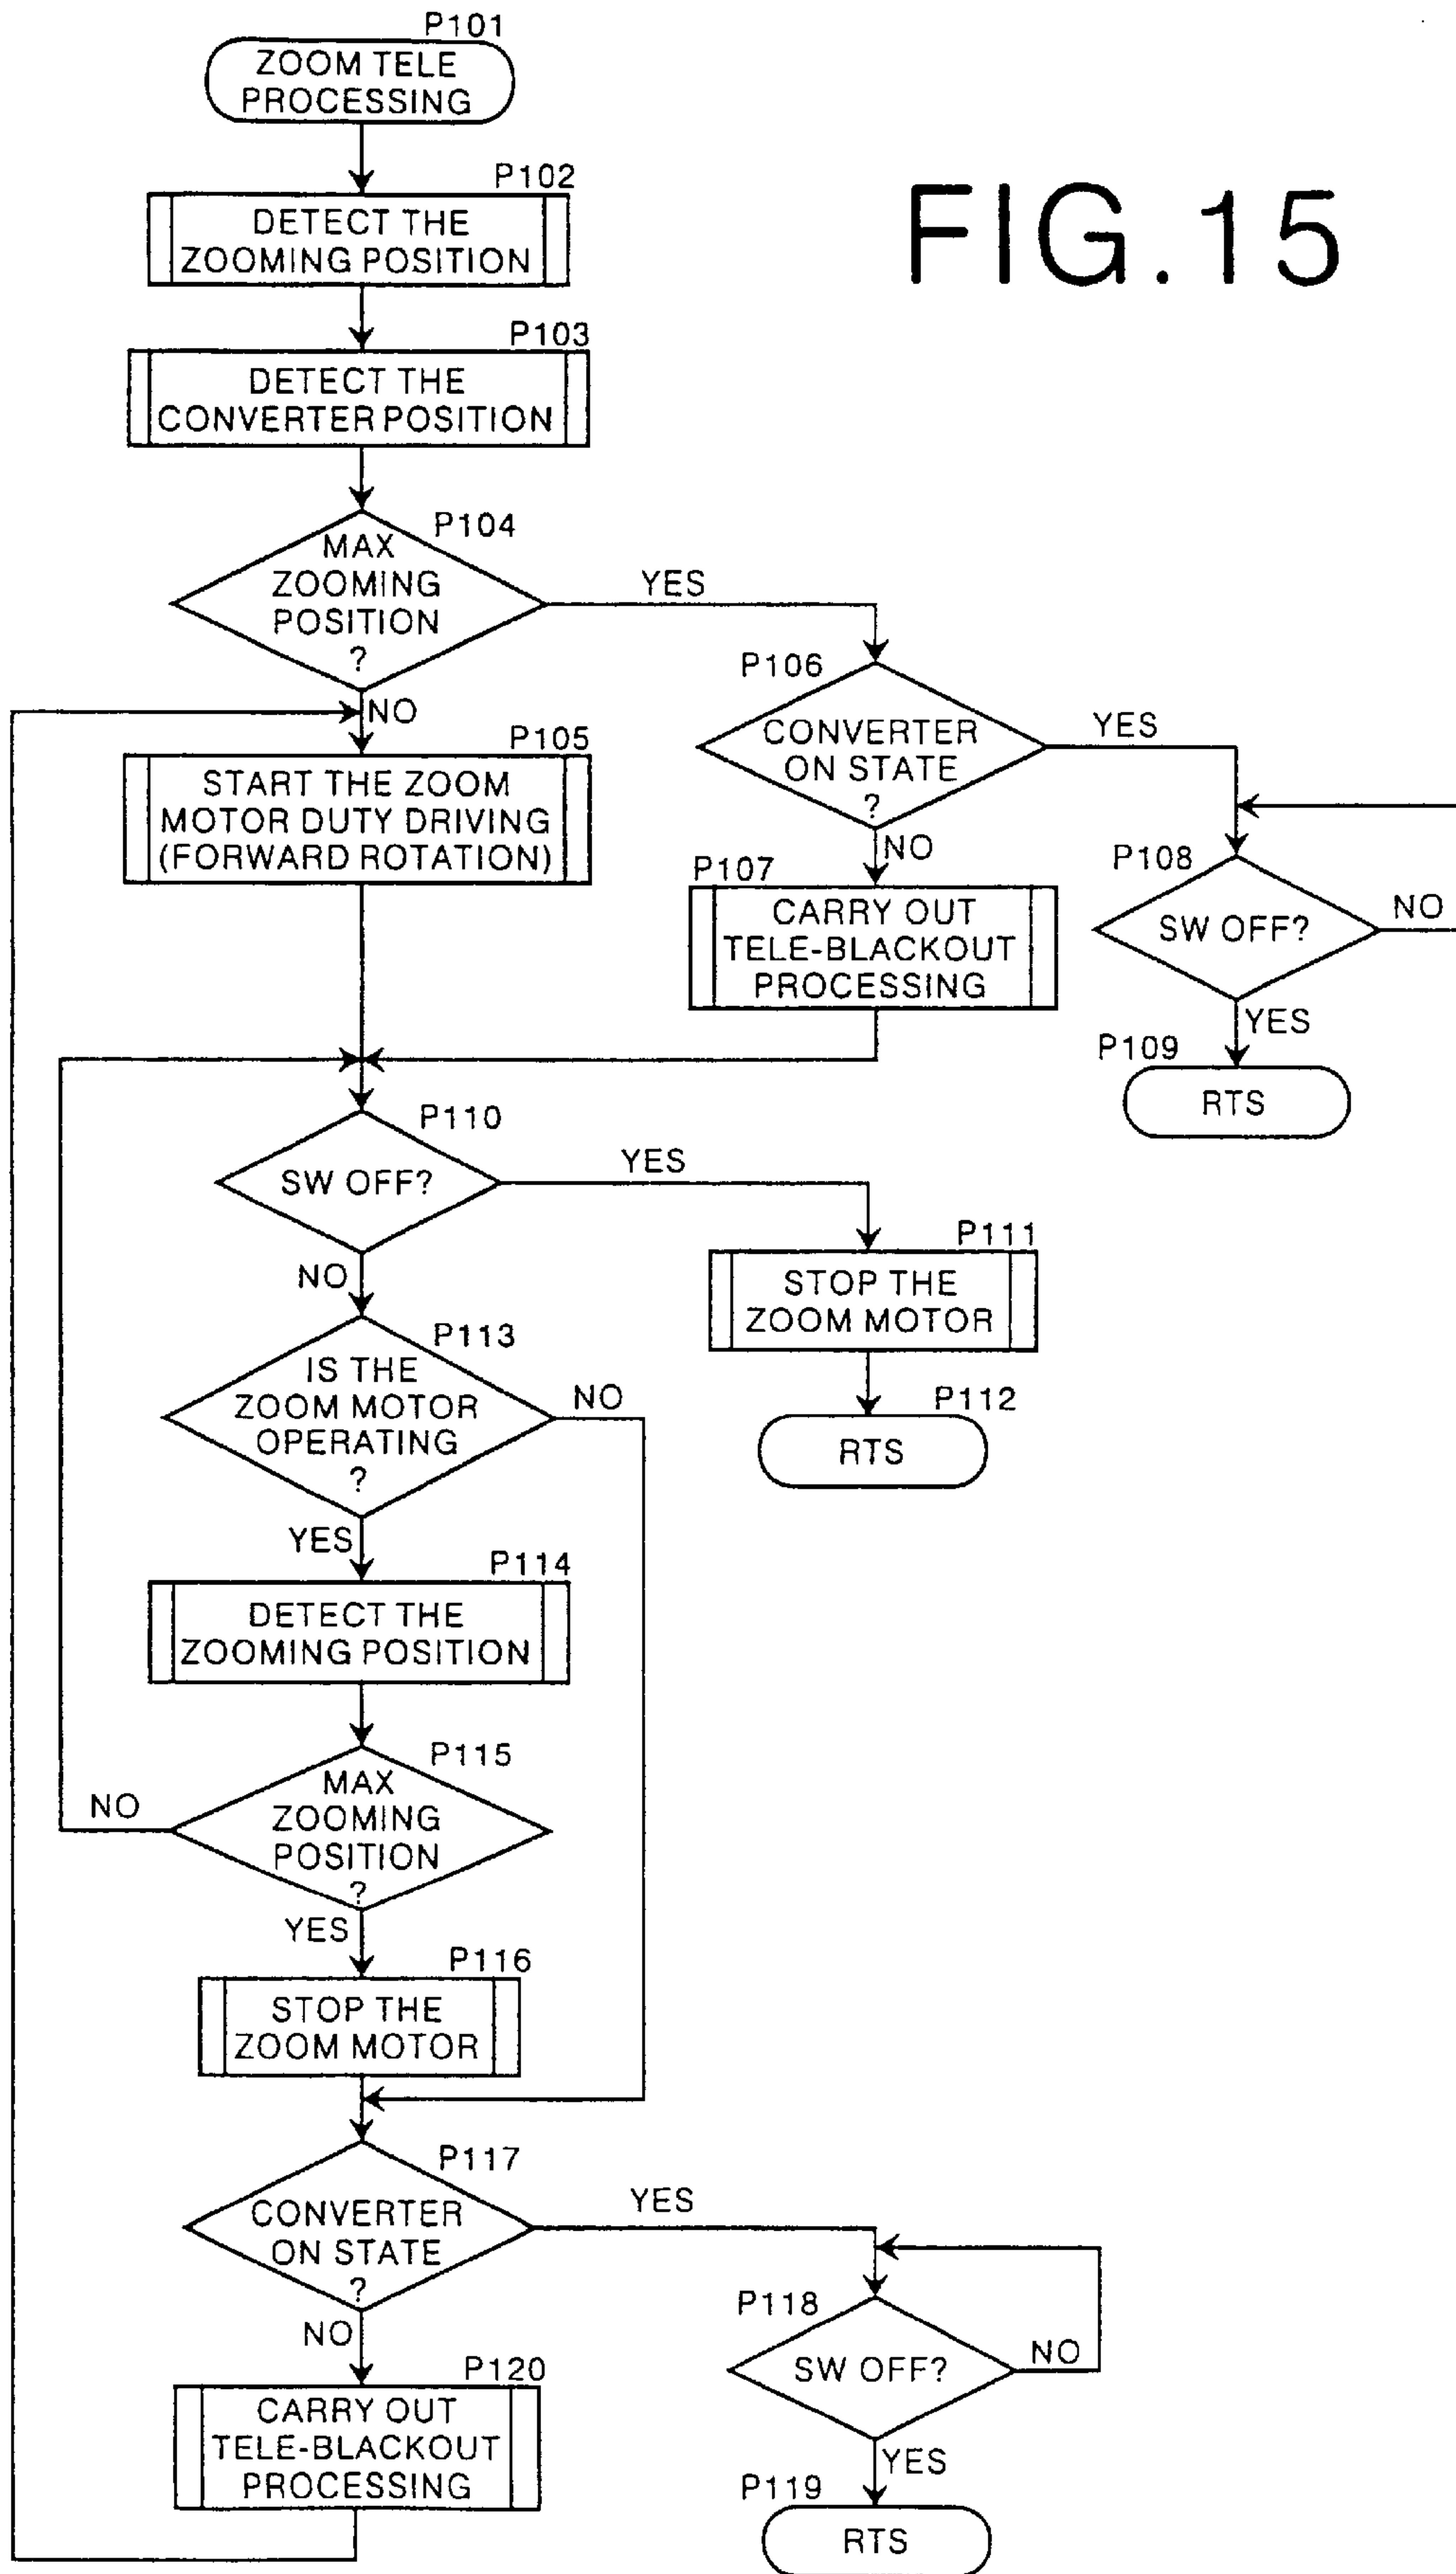 P101
ZOOM TELE
PROCESSING
FIG.15
P102
DETECT THE
ZOOMING POSITION
P103
DETECT THE
CONVERTER POSITION
P104
MAX
ZOOMING
POSITION
?
YES
NO
P105
START THE ZOOM
MOTOR DUTY DRIVING
(FORWARD ROTATION)
P106
CONVERTER
ON STATE
?
YES
NO
P107
CARRY OUT
TELE-BLACKOUT
PROCESSING
P108
SW OFF?
NO
YES
P109
RTS
P110
SW OFF?
YES
NO
P111
STOP THE
ZOOM MOTOR
P112
RTS
P113
IS THE
ZOOM MOTOR
OPERATING
?
NO
YES
P114
DETECT THE
ZOOMING POSITION
P115
MAX
ZOOMING
POSITION
?
NO
YES
P116
STOP THE
ZOOM MOTOR
P117
CONVERTER
ON STATE
?
YES
NO
P118
SW OFF?
NO
YES
P119
RTS
P120
CARRY OUT
TELE-BLACKOUT
PROCESSING